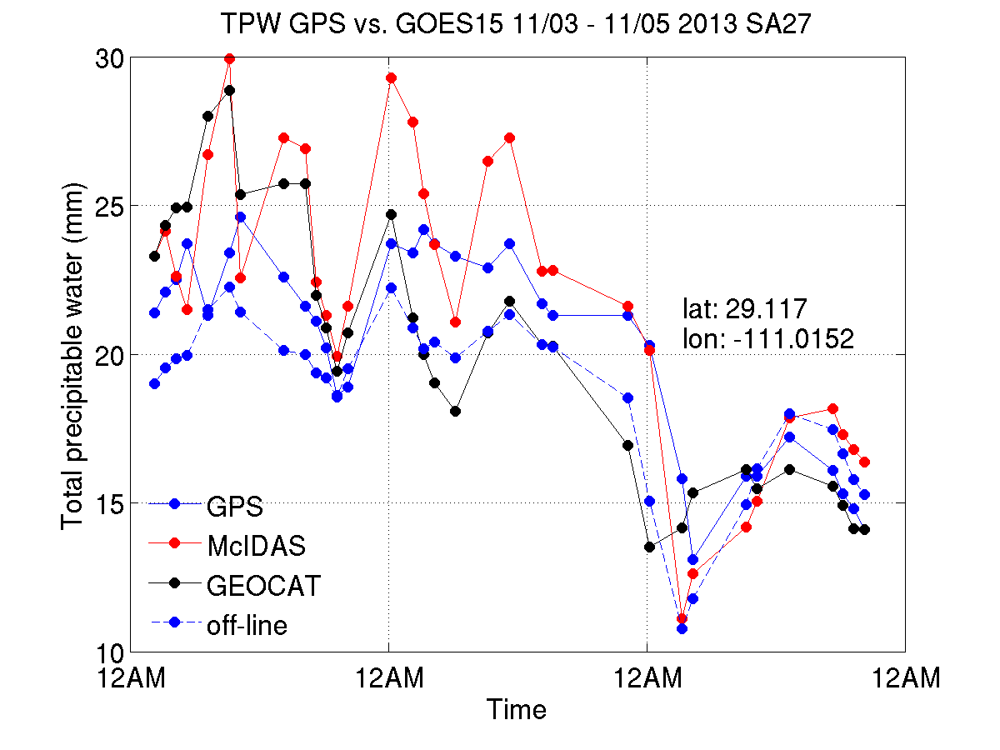 TPW GPS vs. GOES15 11/03 - 11/05 2013 SA27
30
25
20
15
10
Total precipitable water (mm)
lat: 29.117
lon: -111.0152
GPS
McIDAS
GEOCAT
off-line
12AM 12AM 12AM 12AM
Time